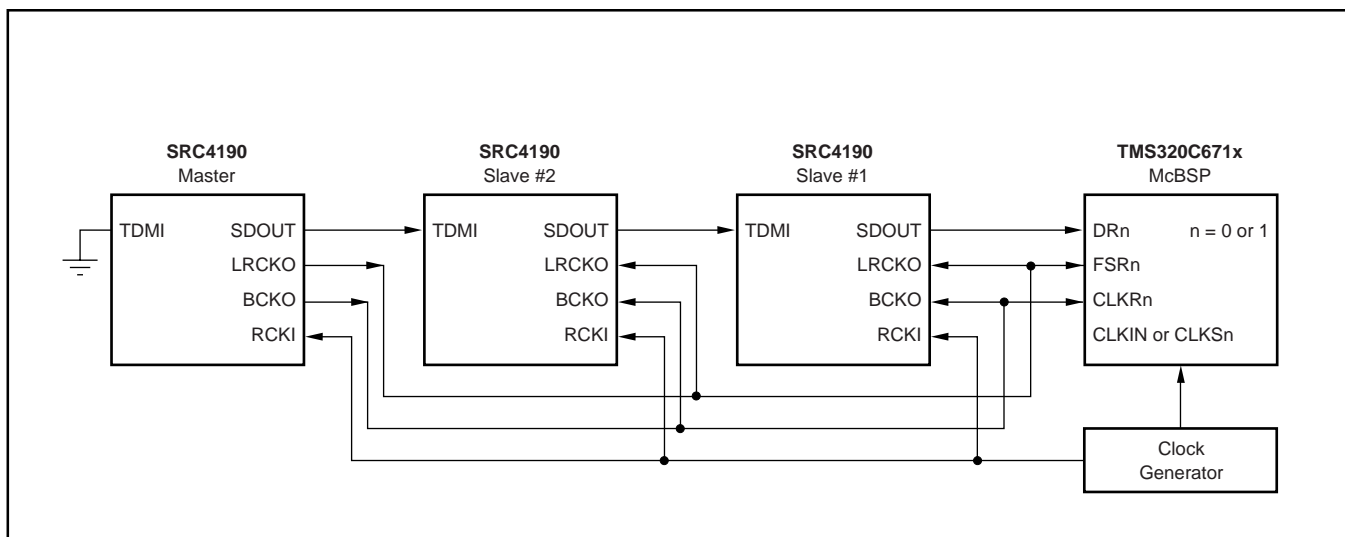 SRC4190
Master
SRC4190
Slave #2
SRC4190
Slave #1
TMS320C671x
McBSP
TDMI
SDOUT
LRCKO
BCKO
RCKI
TDMI
SDOUT
LRCKO
BCKO
RCKI
TDMI
SDOUT
LRCKO
BCKO
RCKI
DRn
n = 0 or 1
FSRn
CLKRn
CLKIN or CLKSn
Clock
Generator